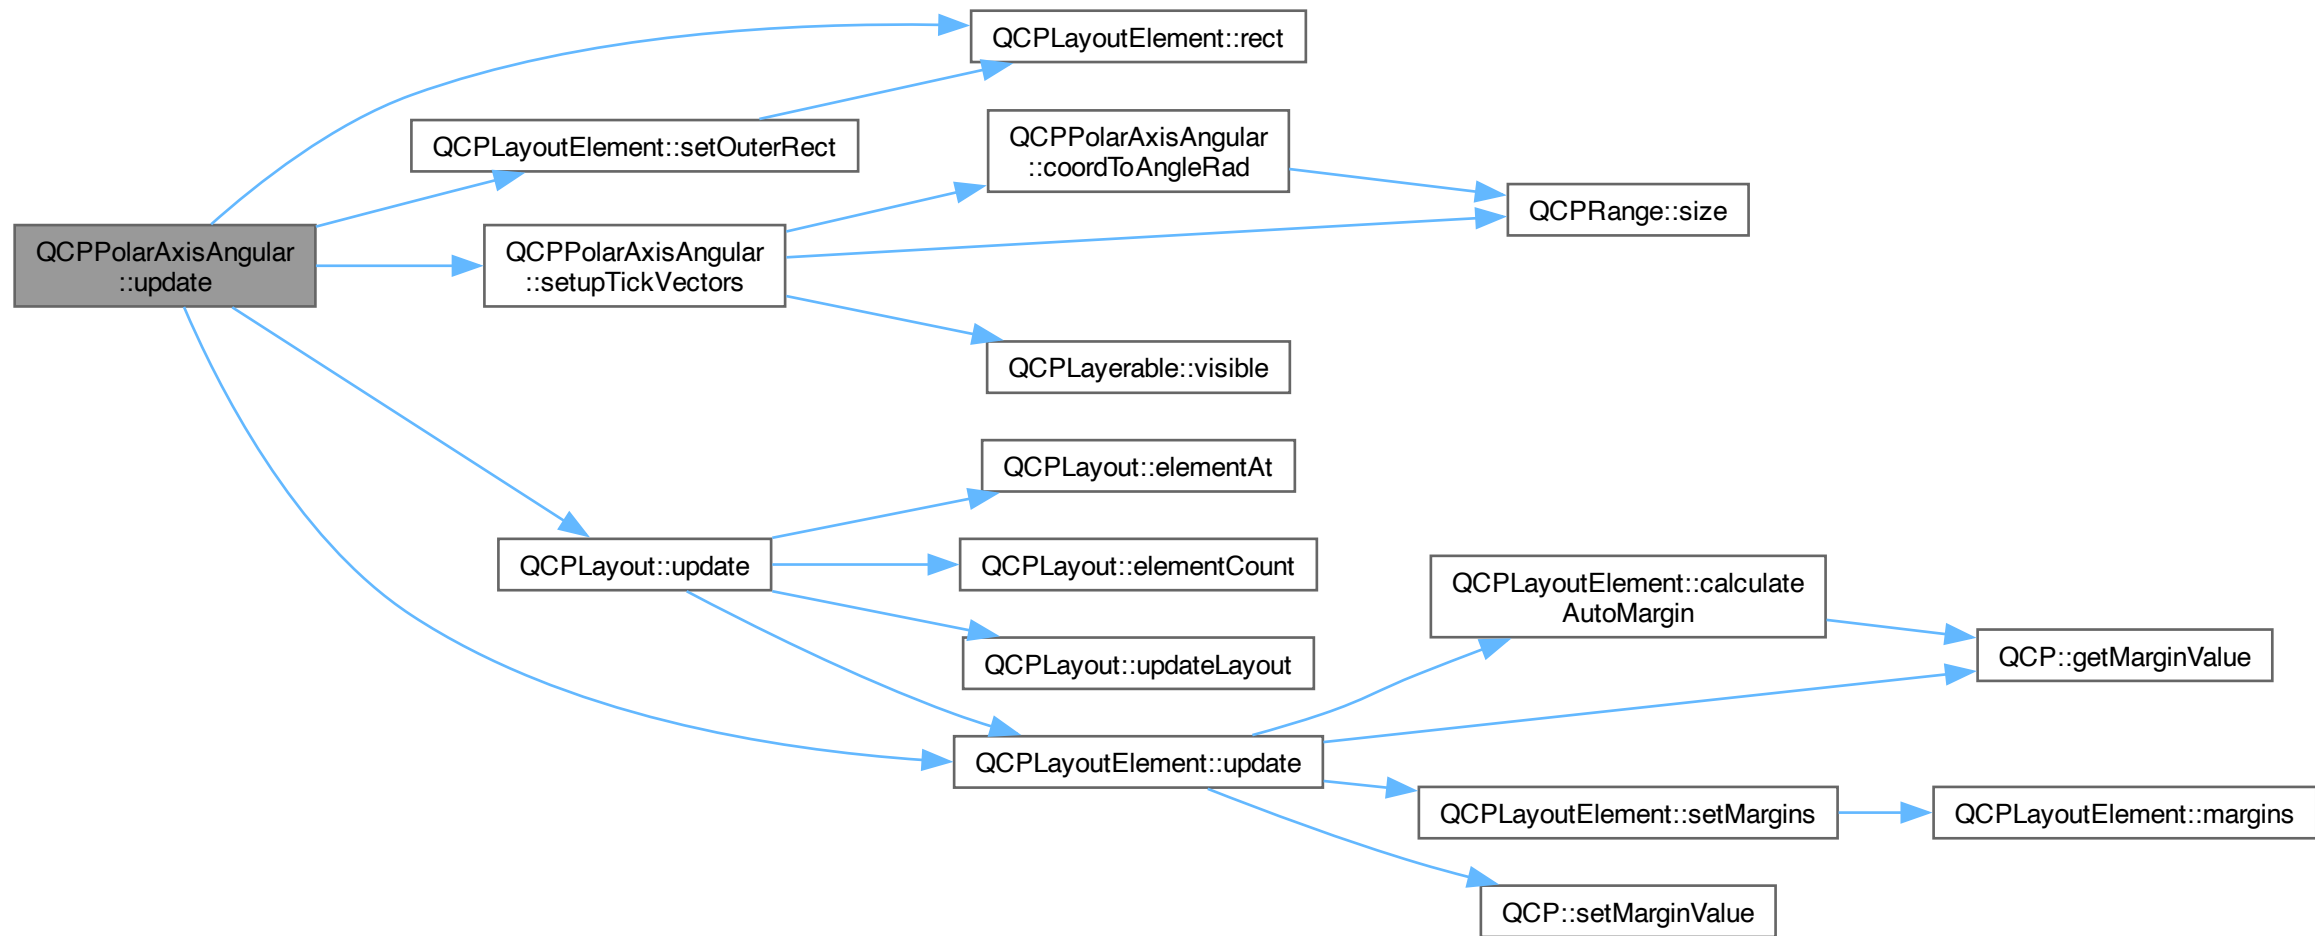 QCPLayoutElement::rect
QCPLayoutElement::setOuterRect
QCPPolarAxisAngular
::coordToAngleRad
QCPRange::size
QCPPolarAxisAngular
::update
QCPPolarAxisAngular
::setupTickVectors
QCPLayerable::visible
QCPLayout::elementAt
QCPLayout::update
QCPLayout::elementCount
QCPLayoutElement::calculate
AutoMargin
QCPLayout::updateLayout
QCP::getMarginValue
QCPLayoutElement::update
QCPLayoutElement::setMargins
QCPLayoutElement::margins
QCP::setMarginValue